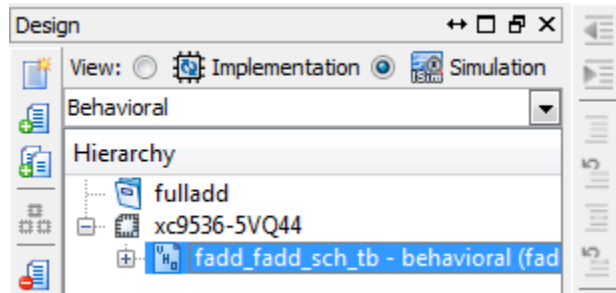 Design
View: Implementation Simulation
Behavioral
Hierarchy
fulladd
xc9536-5VQ44
fadd_fadd_sch_tb - behavioral (fad